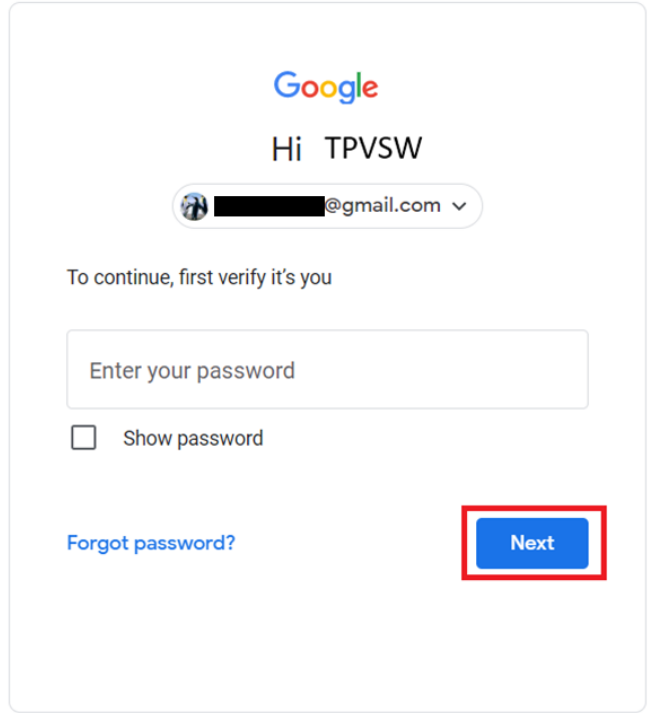 Google
Hi TPVSW
@gmail.com
To continue, first verify it's you
Enter your password
Show password
Forgot password?
Next